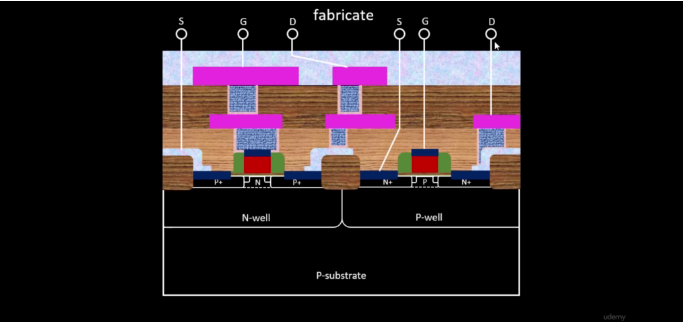 fabricate
S G D S G D
P+ N P+ N+ P N+
N-well P-well
P-substrate
udemy